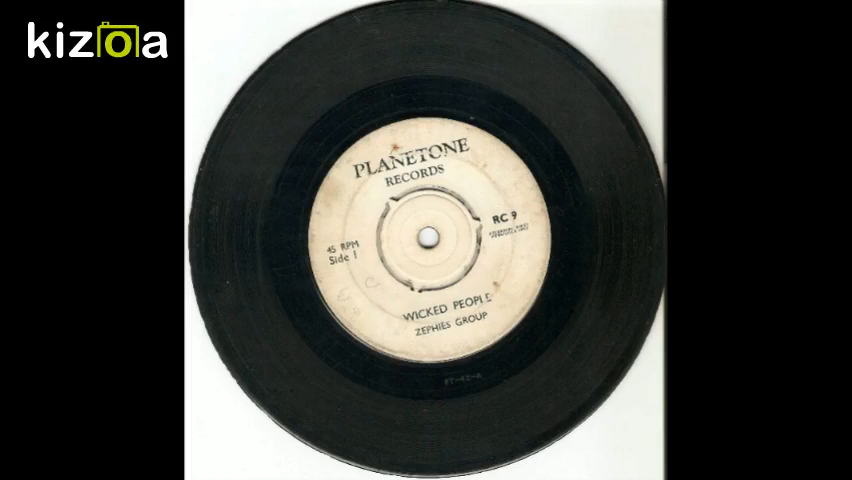 kizoa
PLANETONE
RECORDS
RC 9
45 RPM
Side 1
WICKED PEOPLE
ZEPHIES GROUP